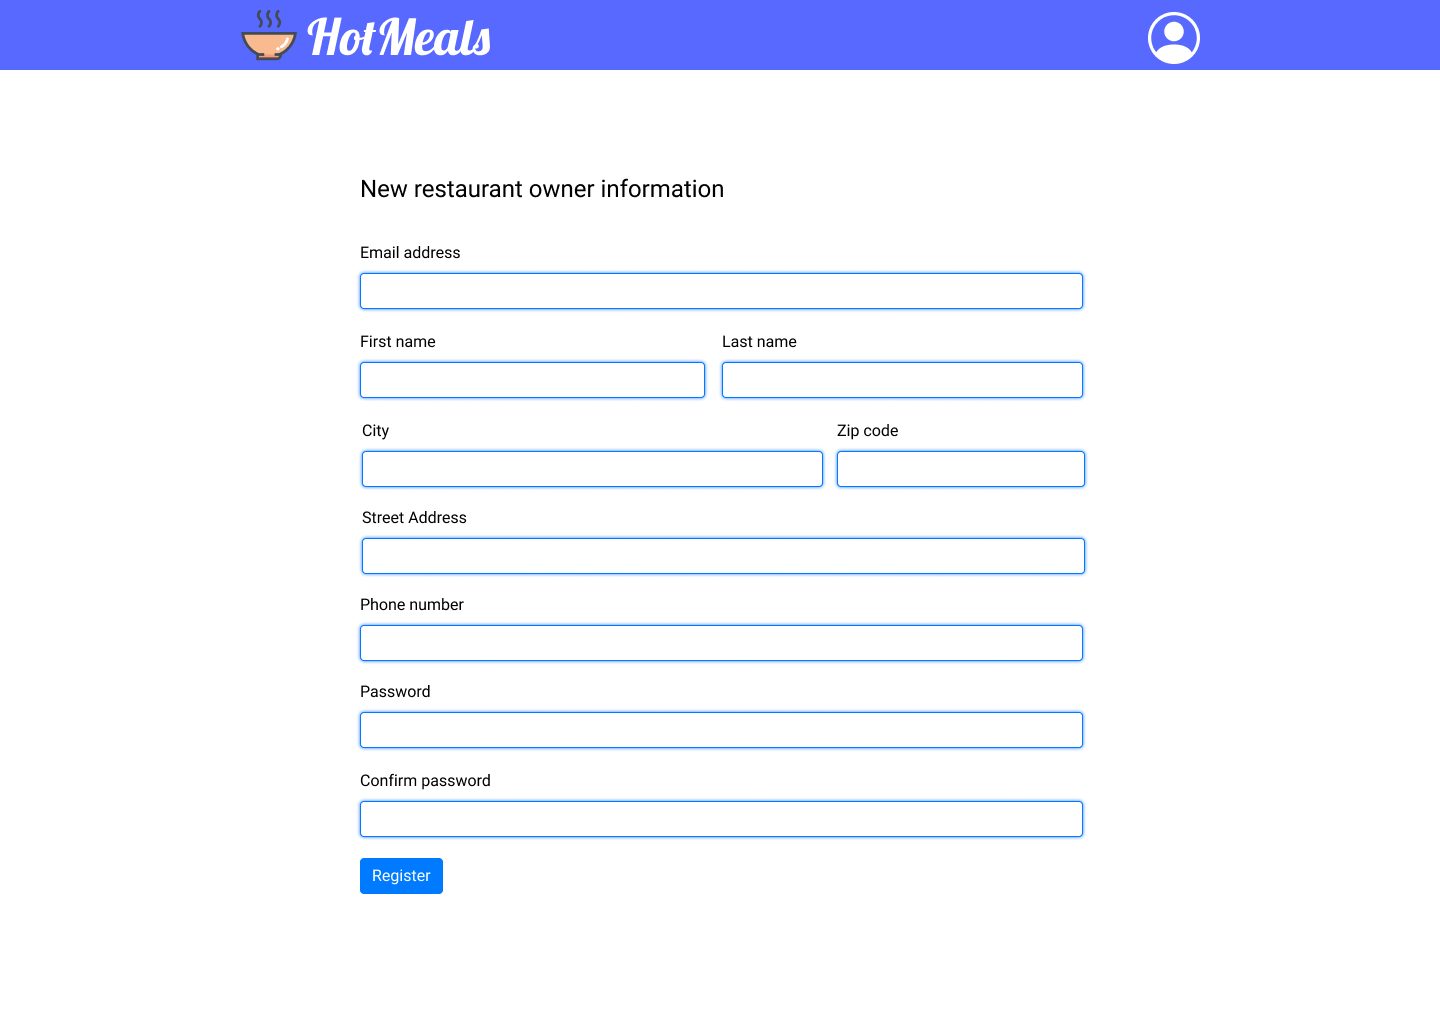 HotMeals
New restaurant owner information
Email address
First name Last name
City Zip code
Street Address
Phone number
Password
Confirm password
Register